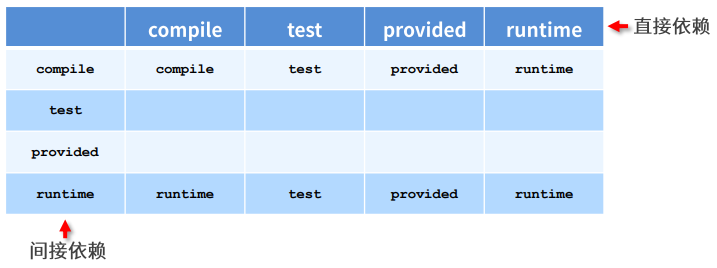 compile test provided runtime 直接依赖
compile compile test provided runtime
test
provided
runtime runtime test provided runtime
间接依赖